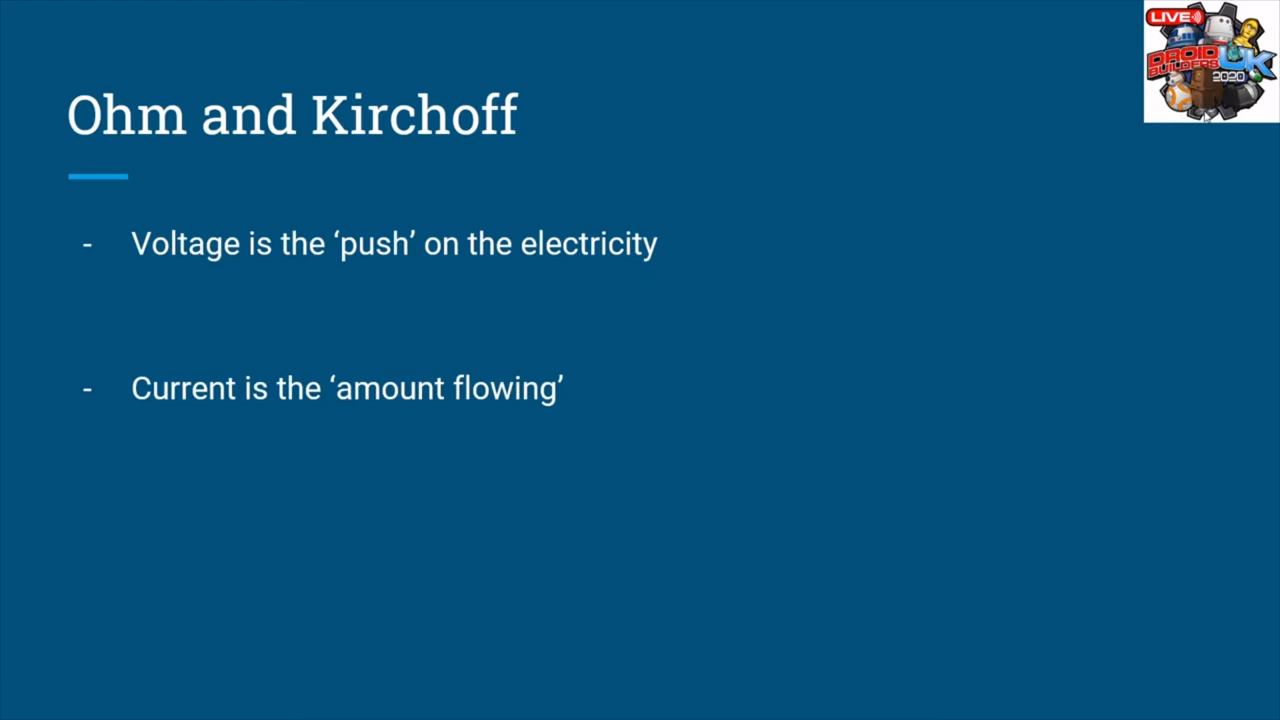 LIVE
DROID
BUILDERS
UK
2020
Ohm and Kirchoff
- Voltage is the ‘push’ on the electricity
- Current is the ‘amount flowing’